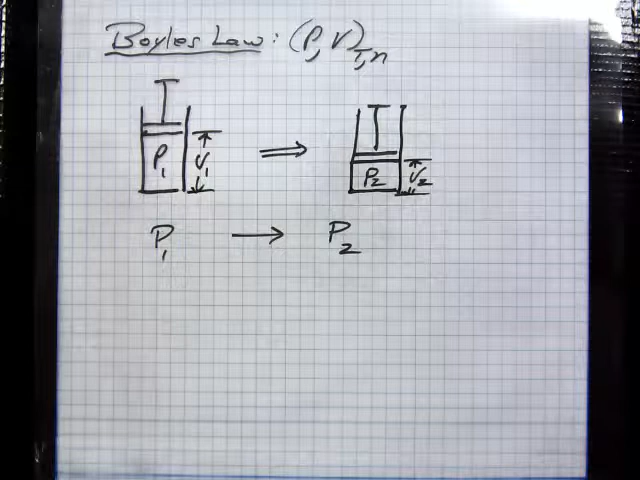 Boyles Law: (P, V)T,n
P1 V1 ⇒ P2 V2
P1 → P2